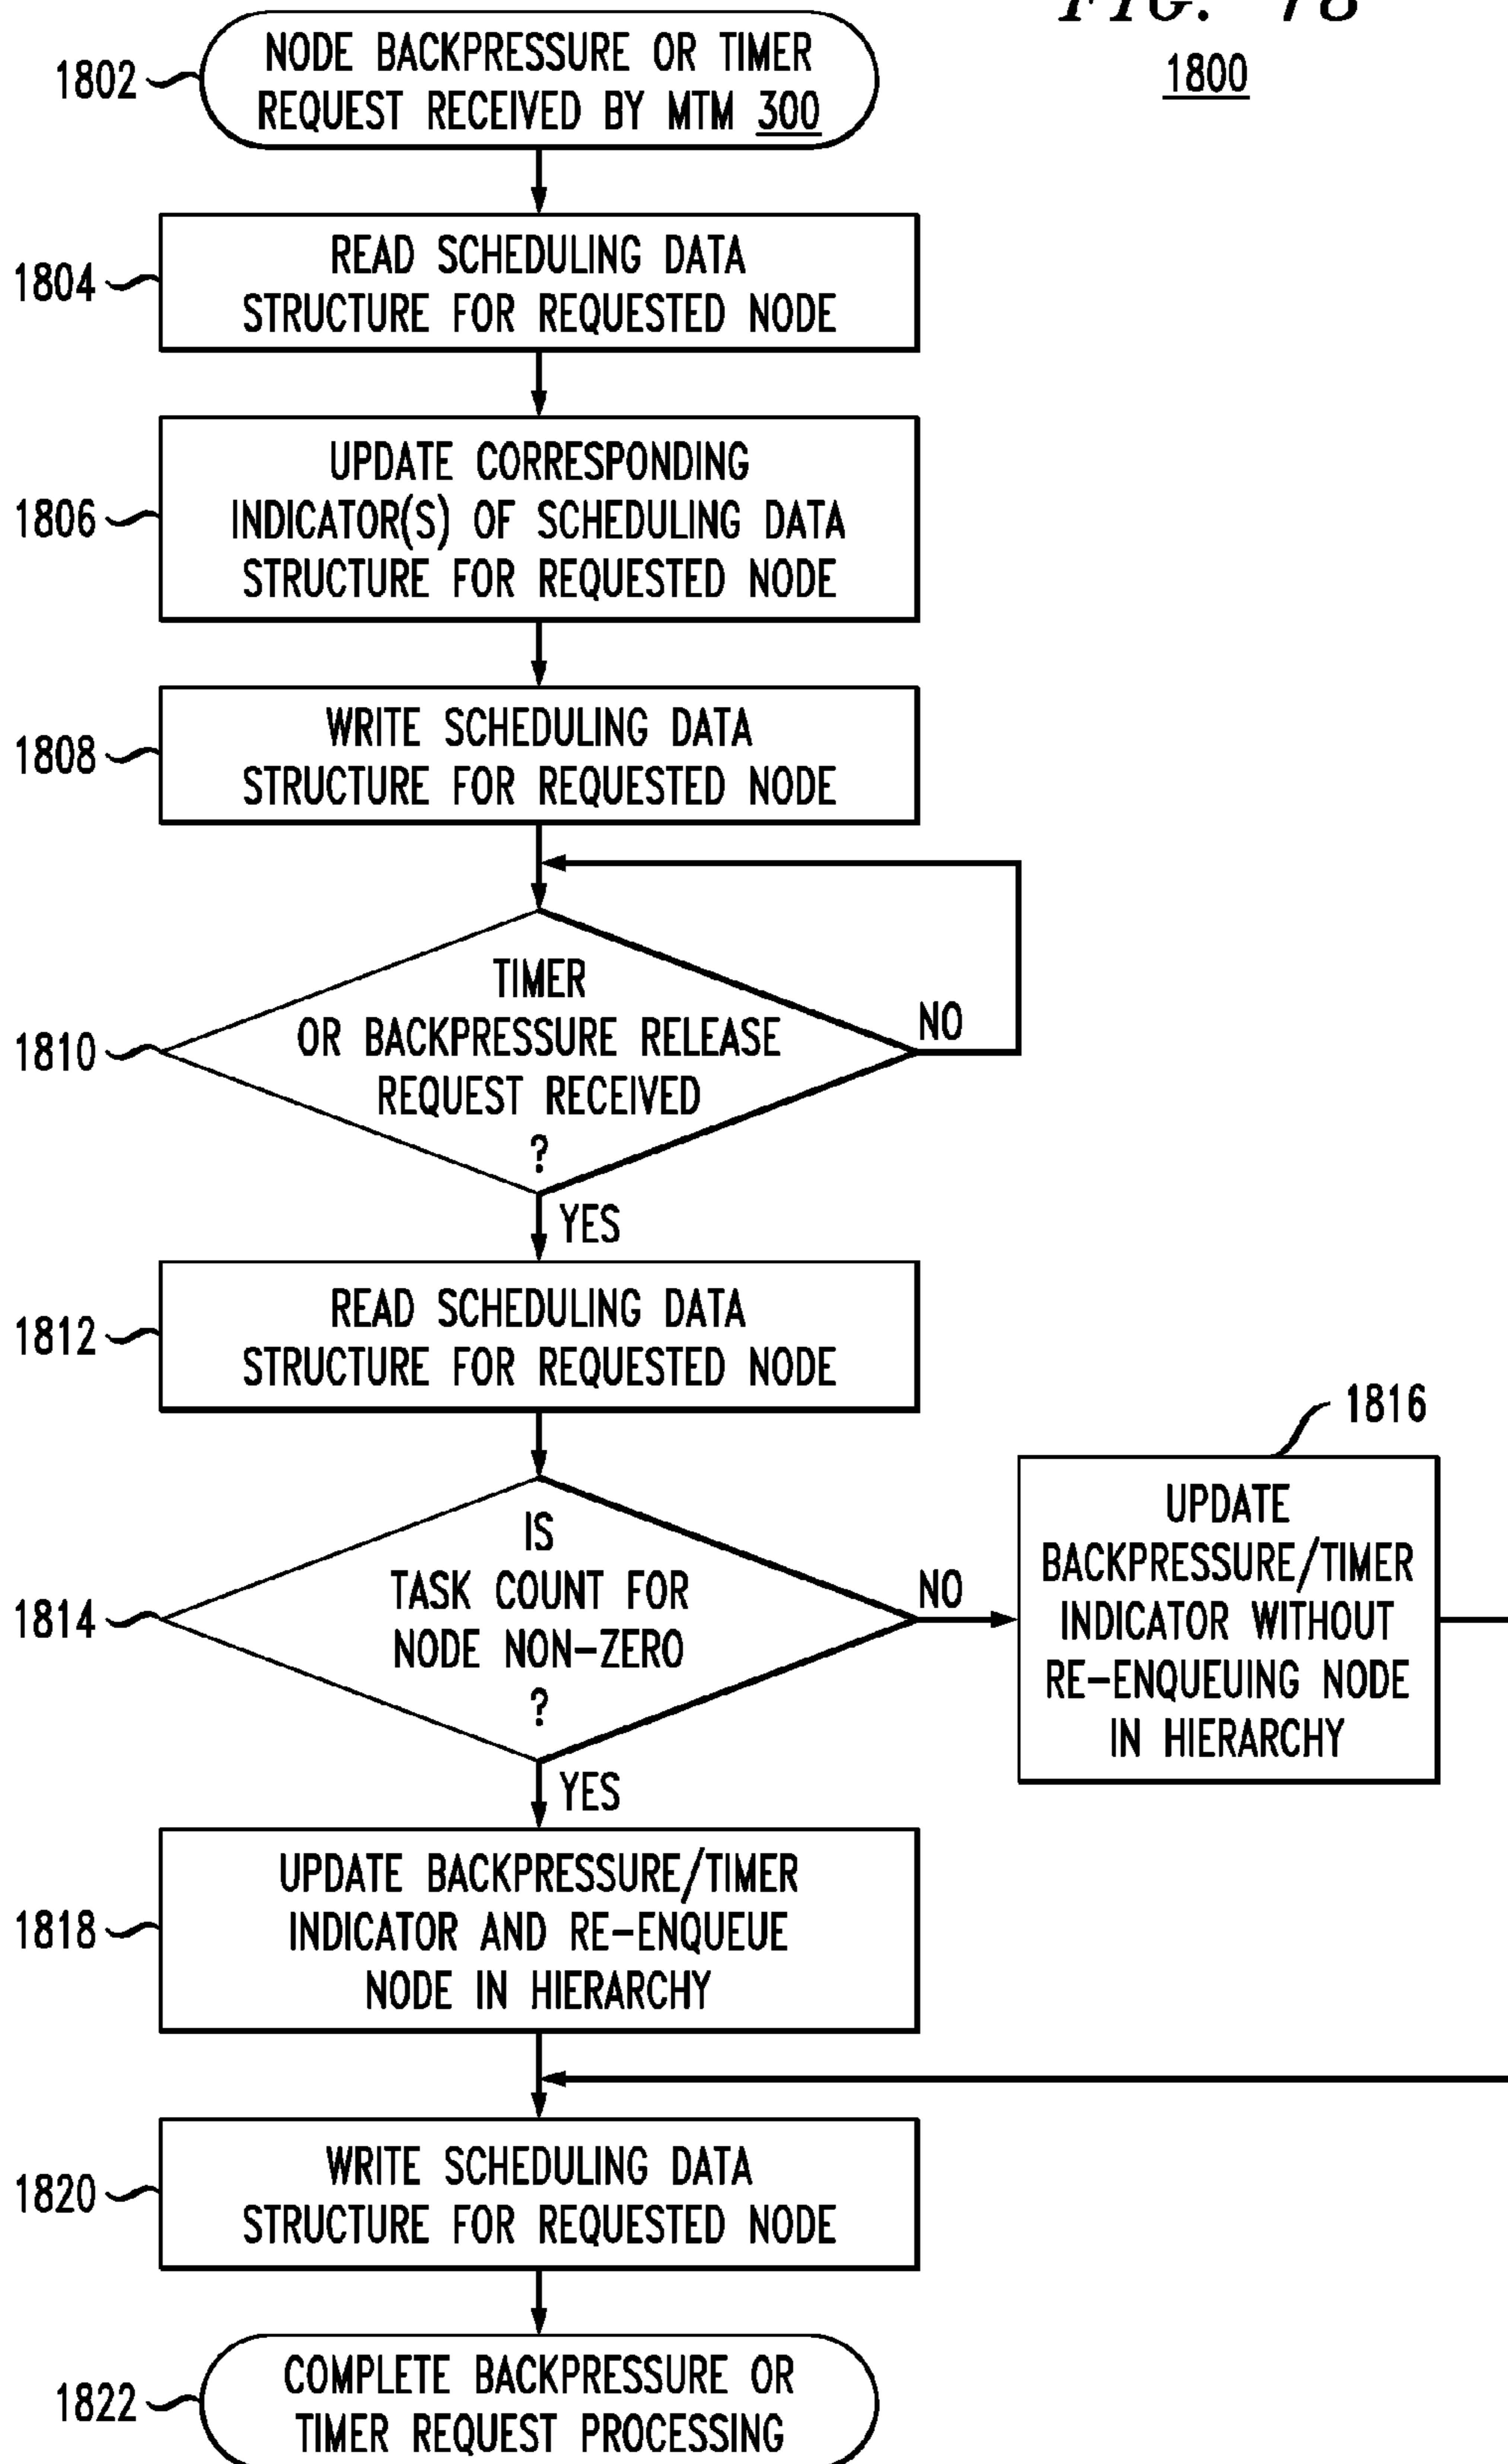 FIG. 18
1800
1802
NODE BACKPRESSURE OR TIMER
REQUEST RECEIVED BY MTM 300
1804
READ SCHEDULING DATA
STRUCTURE FOR REQUESTED NODE
1806
UPDATE CORRESPONDING
INDICATOR(S) OF SCHEDULING DATA
STRUCTURE FOR REQUESTED NODE
1808
WRITE SCHEDULING DATA
STRUCTURE FOR REQUESTED NODE
1810
TIMER
OR BACKPRESSURE RELEASE
REQUEST RECEIVED
?
NO
YES
1812
READ SCHEDULING DATA
STRUCTURE FOR REQUESTED NODE
1814
IS
TASK COUNT FOR
NODE NON-ZERO
?
NO
1816
UPDATE
BACKPRESSURE/TIMER
INDICATOR WITHOUT
RE-ENQUEUING NODE
IN HIERARCHY
YES
1818
UPDATE BACKPRESSURE/TIMER
INDICATOR AND RE-ENQUEUE
NODE IN HIERARCHY
1820
WRITE SCHEDULING DATA
STRUCTURE FOR REQUESTED NODE
1822
COMPLETE BACKPRESSURE OR
TIMER REQUEST PROCESSING